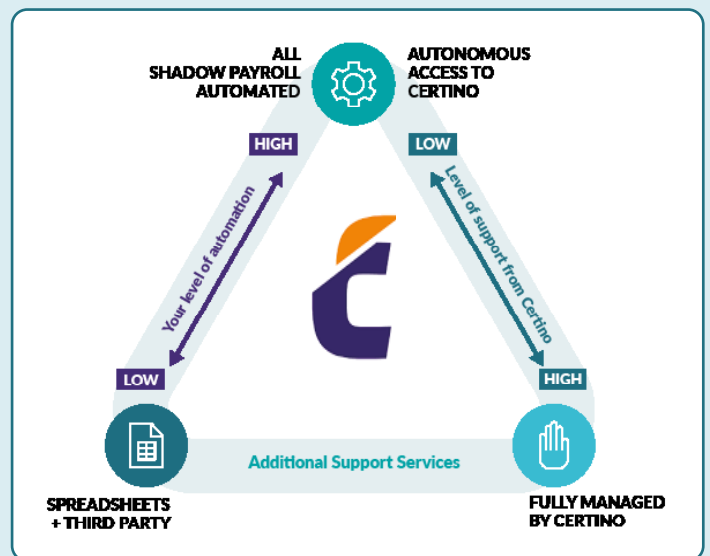 ALL
SHADOW PAYROLL
AUTOMATED
AUTONOMOUS
ACCESS TO
CERTINO
HIGH
LOW
Your level of automation
Level of support from Certino
LOW
HIGH
Additional Support Services
SPREADSHEETS
+ THIRD PARTY
FULLY MANAGED
BY CERTINO